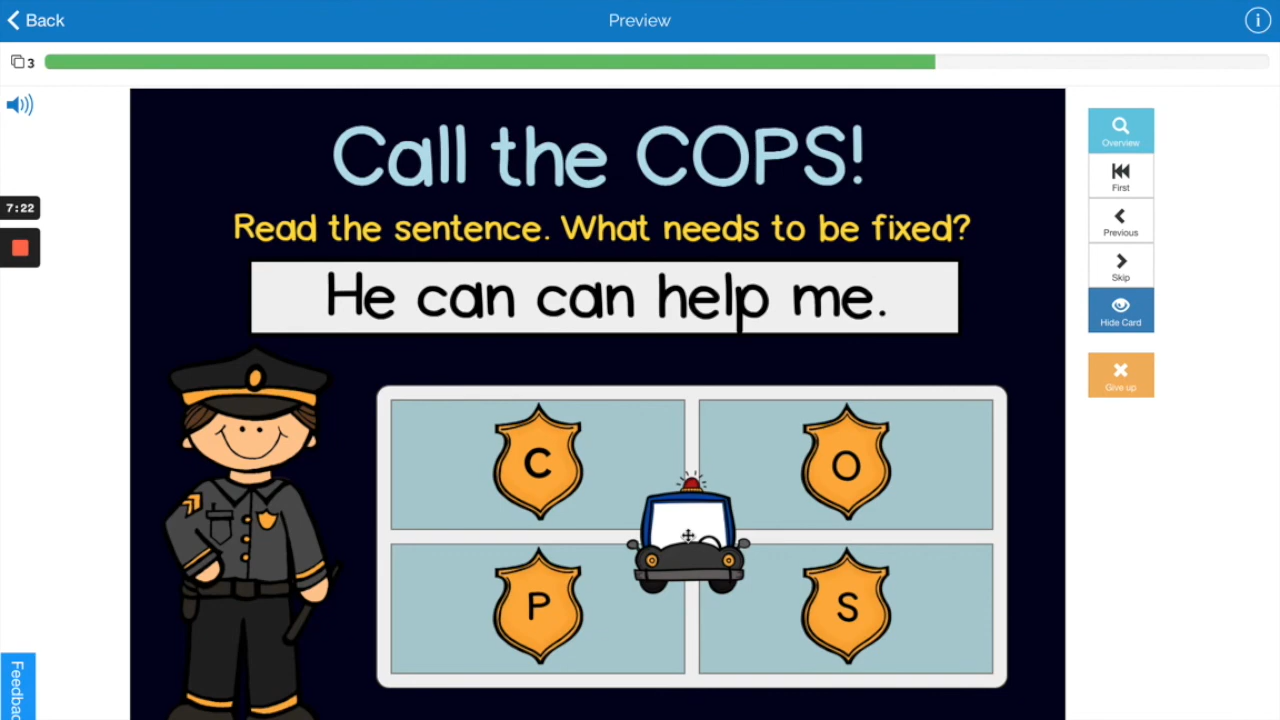 Back
Preview
i
3
Call the COPS!
Read the sentence. What needs to be fixed?
He can can help me.
7:22
C
O
P
S
Overview
First
Previous
Skip
Hide Card
Give up
Feedbac